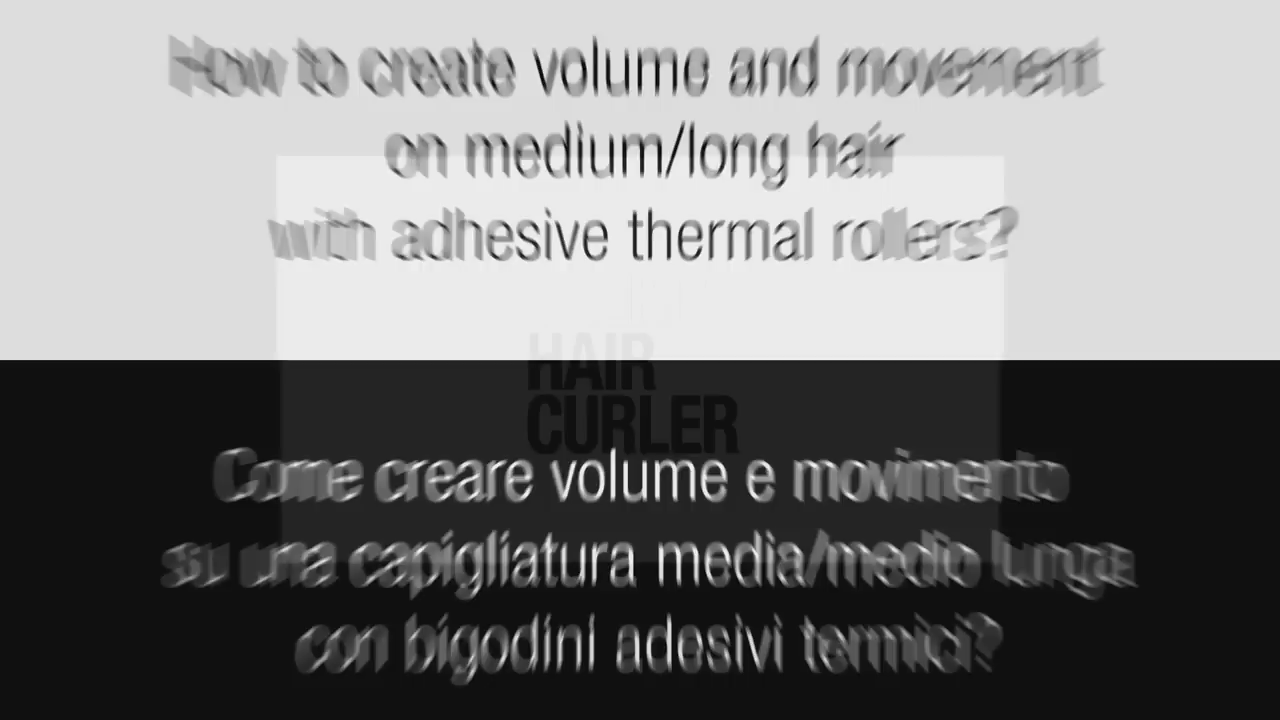 How to create volume and movement
on medium/long hair
with adhesive thermal rollers?
HAIR
CURLER
Come creare volume e movimento
su una capigliatura media/medio lunga
con bigodini adesivi termici?